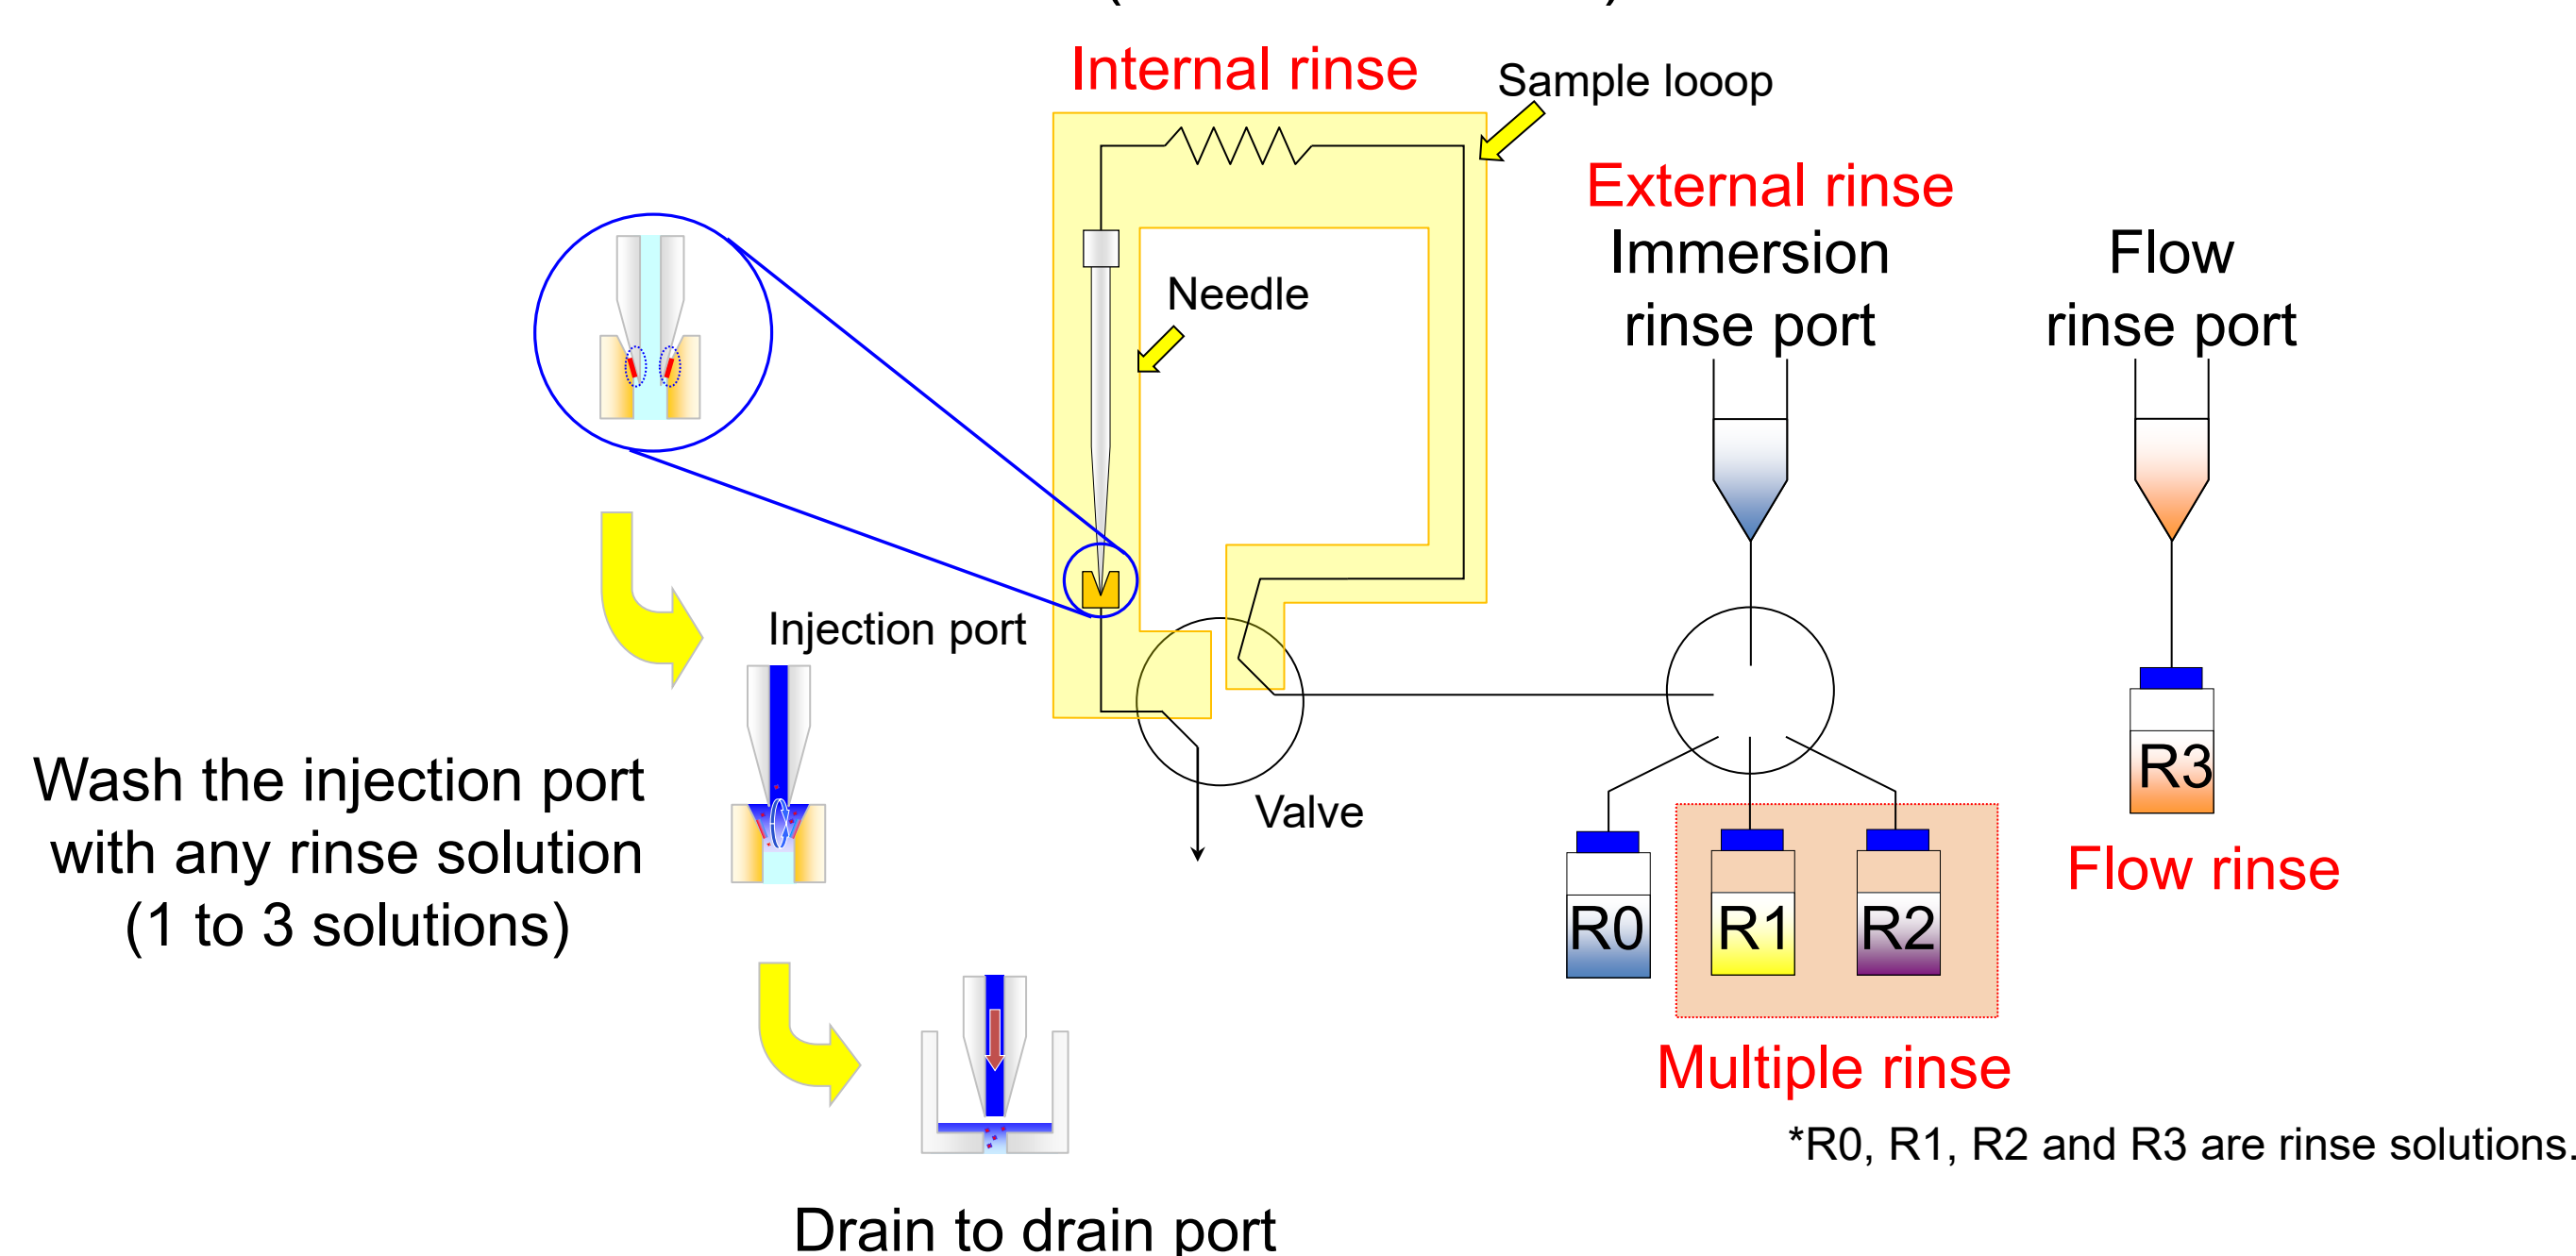 Internal rinse
Sample looop
External rinse
Immersion
rinse port
Flow
rinse port
Needle
Injection port
Wash the injection port
with any rinse solution
(1 to 3 solutions)
Valve
R3
Flow rinse
R0
R1
R2
Multiple rinse
*R0, R1, R2 and R3 are rinse solutions.
Drain to drain port